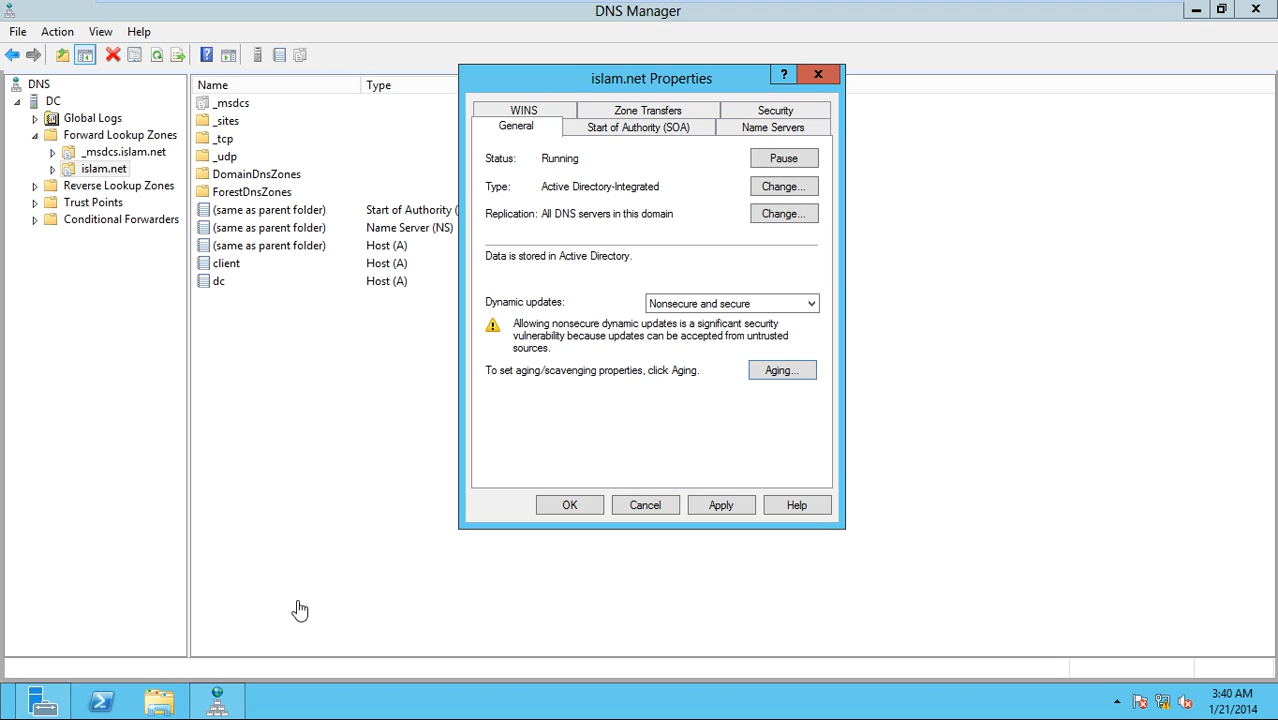 DNS Manager
File Action View Help
DNS
DC
Global Logs
Forward Lookup Zones
_msdcs.islam.net
islam.net
Reverse Lookup Zones
Trust Points
Conditional Forwarders
Name Type
_msdcs
_sites
_tcp
_udp
DomainDnsZones
ForestDnsZones
(same as parent folder) Start of Authority (
(same as parent folder) Name Server (NS)
(same as parent folder) Host (A)
client Host (A)
dc Host (A)
islam.net Properties
?
WINS Zone Transfers Security
General Start of Authority (SOA) Name Servers
Status: Running Pause
Type: Active Directory-Integrated Change...
Replication: All DNS servers in this domain Change...
Data is stored in Active Directory.
Dynamic updates: Nonsecure and secure
Allowing nonsecure dynamic updates is a significant security
vulnerability because updates can be accepted from untrusted
sources.
To set aging/scavenging properties, click Aging. Aging...
OK Cancel Apply Help
3:40 AM
1/21/2014